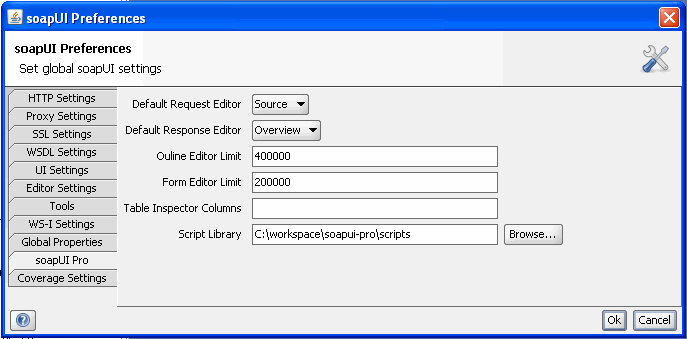 soapUI Preferences
soapUI Preferences
Set global soapUI settings
HTTP Settings
Proxy Settings
SSL Settings
WSDL Settings
UI Settings
Editor Settings
Tools
WS-I Settings
Global Properties
soapUI Pro
Coverage Settings
Default Request Editor Source
Default Response Editor Overview
Ouline Editor Limit 400000
Form Editor Limit 200000
Table Inspector Columns
Script Library C:\workspace\soapui-pro\scripts Browse...
? Ok Cancel